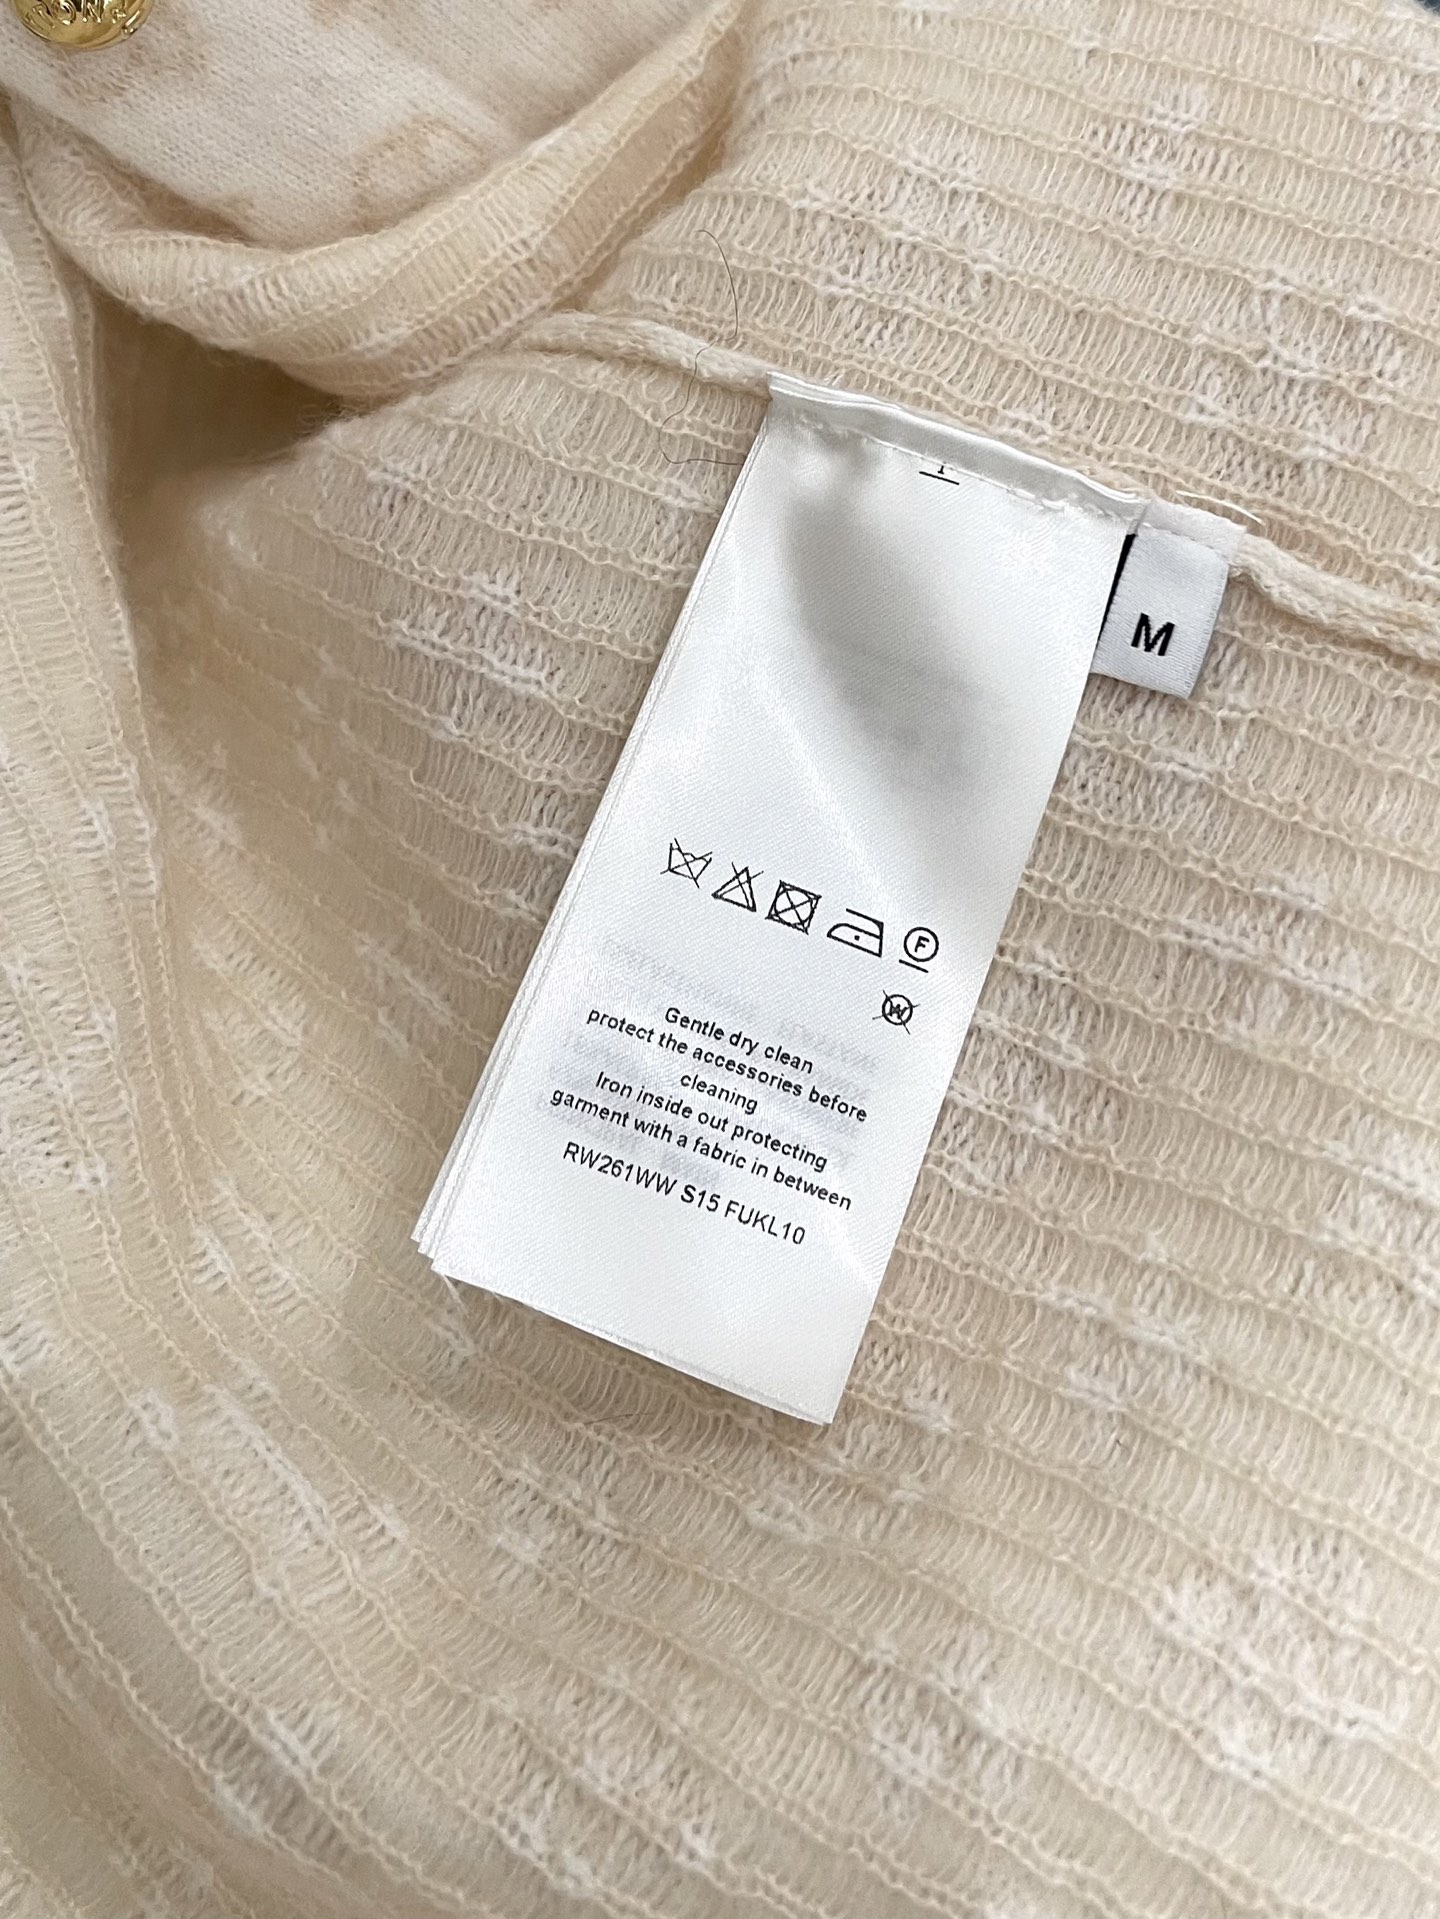 M
F
W
Gentle dry clean
protect the accessories before
cleaning
Iron inside out protecting
garment with a fabric in between
RW261WW S15 FUKL10